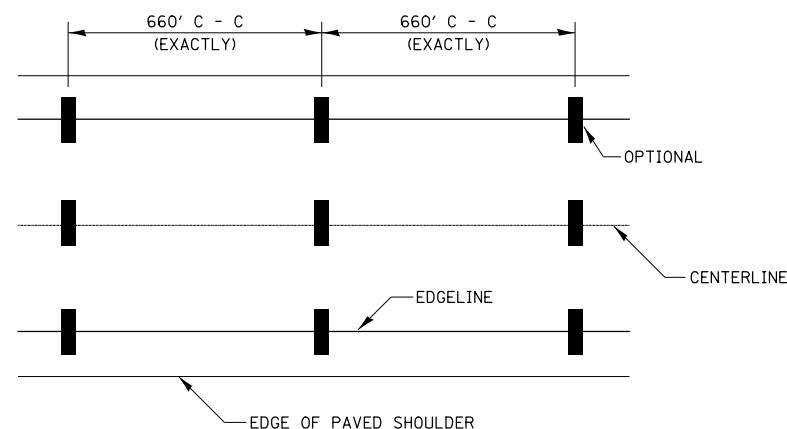 660' C - C
(EXACTLY)
660' C - C
(EXACTLY)
OPTIONAL
CENTERLINE
EDGELINE
EDGE OF PAVED SHOULDER